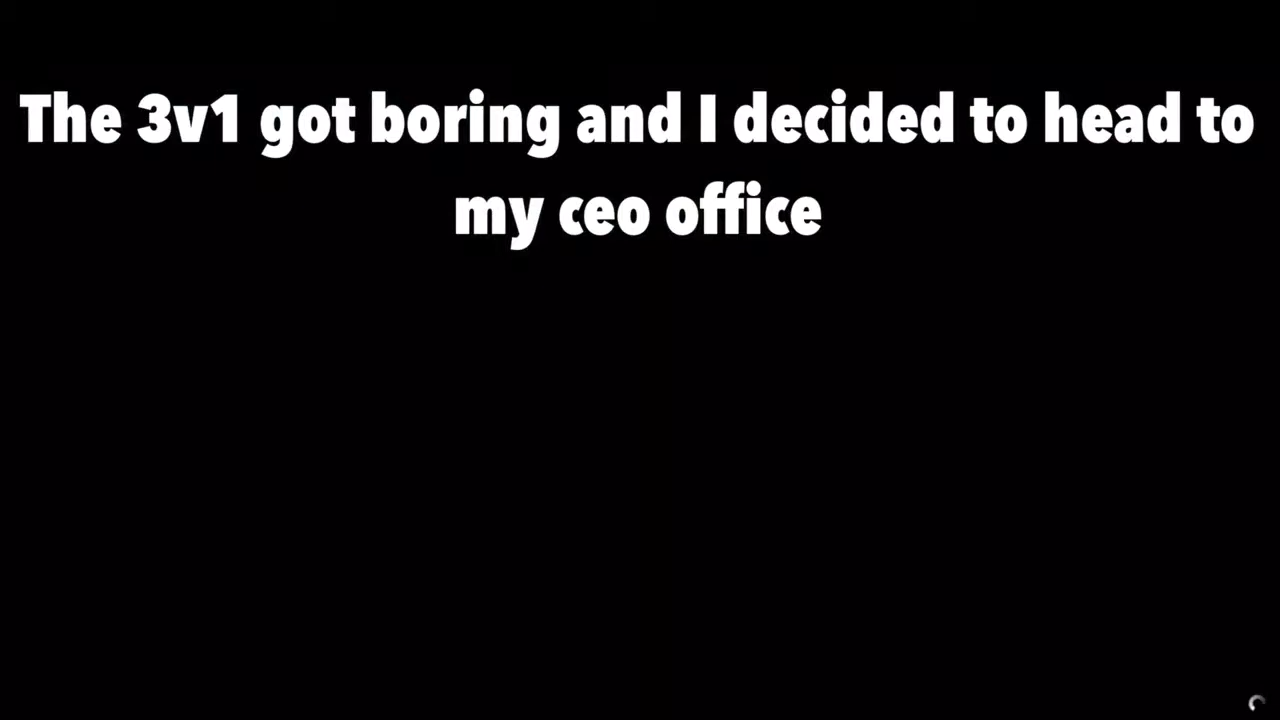 The 3v1 got boring and I decided to head to
my ceo office